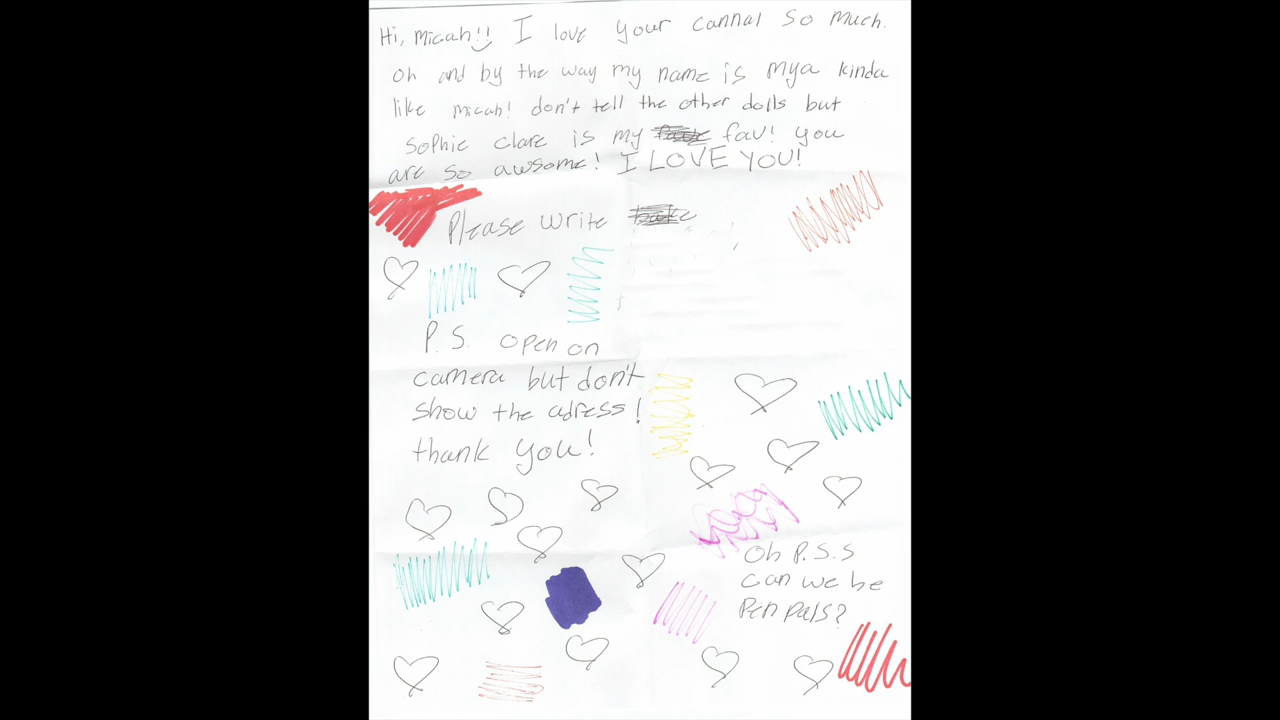 Hi, Micah!! I love your cannal so much.
Oh and by the way my name is Mya kinda
like Micah! don't tell the other dolls but
Sophie Clare is my fav! you
are so awsome! I LOVE YOU!
Please write
P.S. open on
camera but don't
show the adress!
thank you!
Oh P.S.S
can we be
Pen pals?